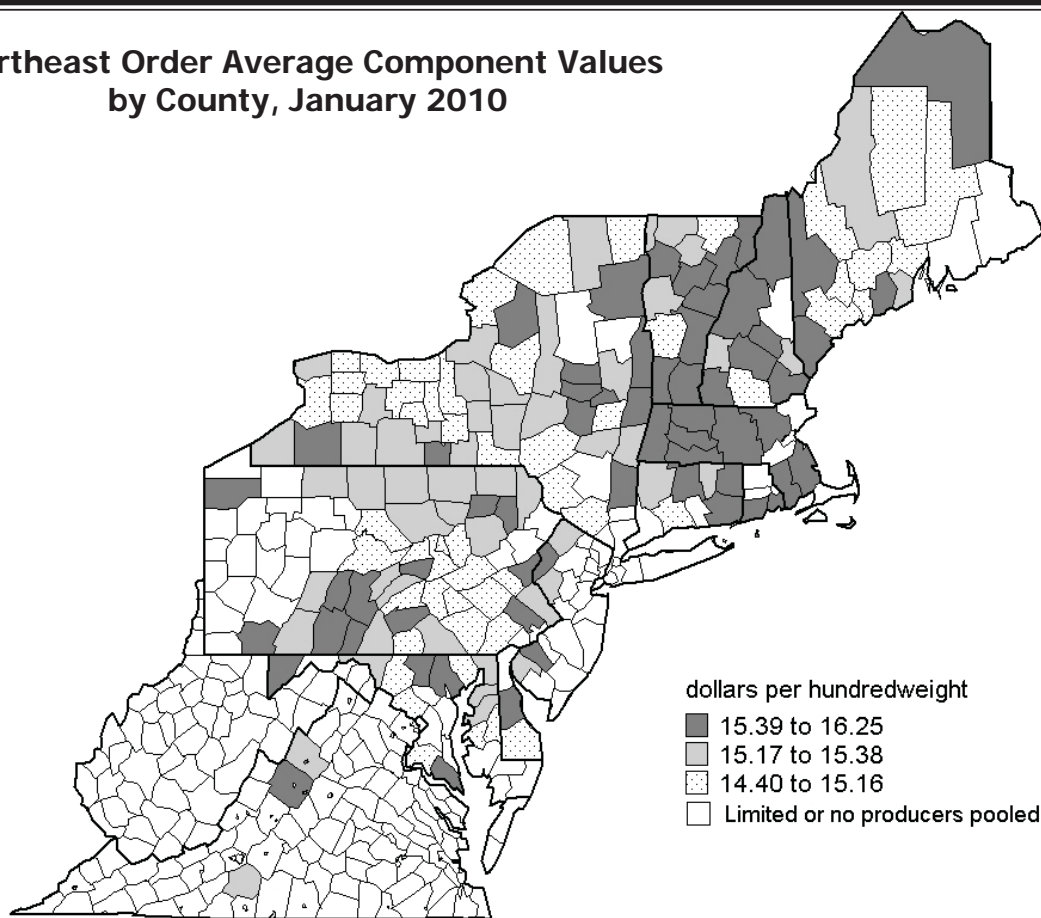 rtheast Order Average Component Values
by County, January 2010
dollars per hundredweight
15.39 to 16.25
15.17 to 15.38
14.40 to 15.16
Limited or no producers pooled